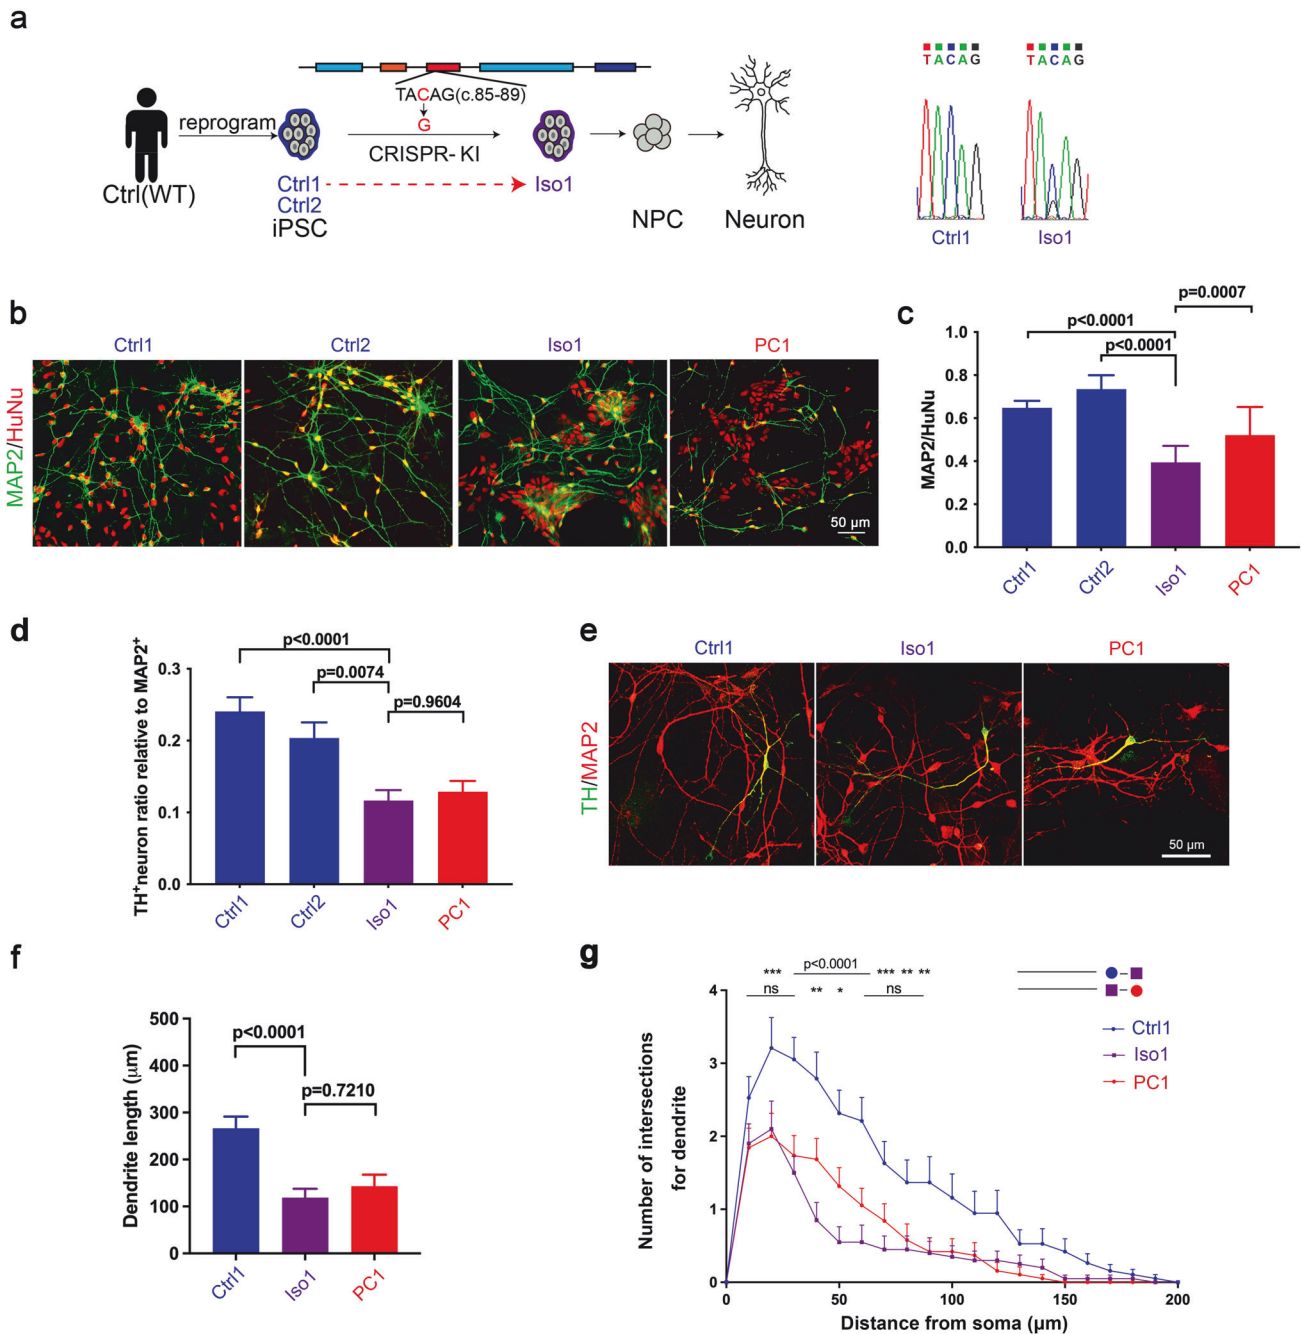 a
TACAG(c.85-89)
G
reprogram
CRISPR- KI
Ctrl(WT)
Ctrl1
Ctrl2
iPSC
Iso1
NPC
Neuron
TACAG
TACAG
Ctrl1
Iso1
b
Ctrl1
Ctrl2
Iso1
PC1
MAP2/HuNu
50 µm
c
p=0.0007
p<0.0001
p<0.0001
MAP2/HuNu
1.0
0.8
0.6
0.4
0.2
0.0
Ctrl1
Ctrl2
Iso1
PC1
d
TH+neuron ratio relative to MAP2+
p<0.0001
p=0.0074
p=0.9604
0.3
0.2
0.1
0.0
Ctrl1
Ctrl2
Iso1
PC1
e
Ctrl1
Iso1
PC1
TH/MAP2
50 µm
f
Dendrite length (µm)
p<0.0001
p=0.7210
500
400
300
200
100
0
Ctrl1
Iso1
PC1
g
p<0.0001
*** *** ** **
ns ** * ns
Ctrl1
Iso1
PC1
Number of intersections
for dendrite
4
3
2
1
0
0 50 100 150 200
Distance from soma (µm)